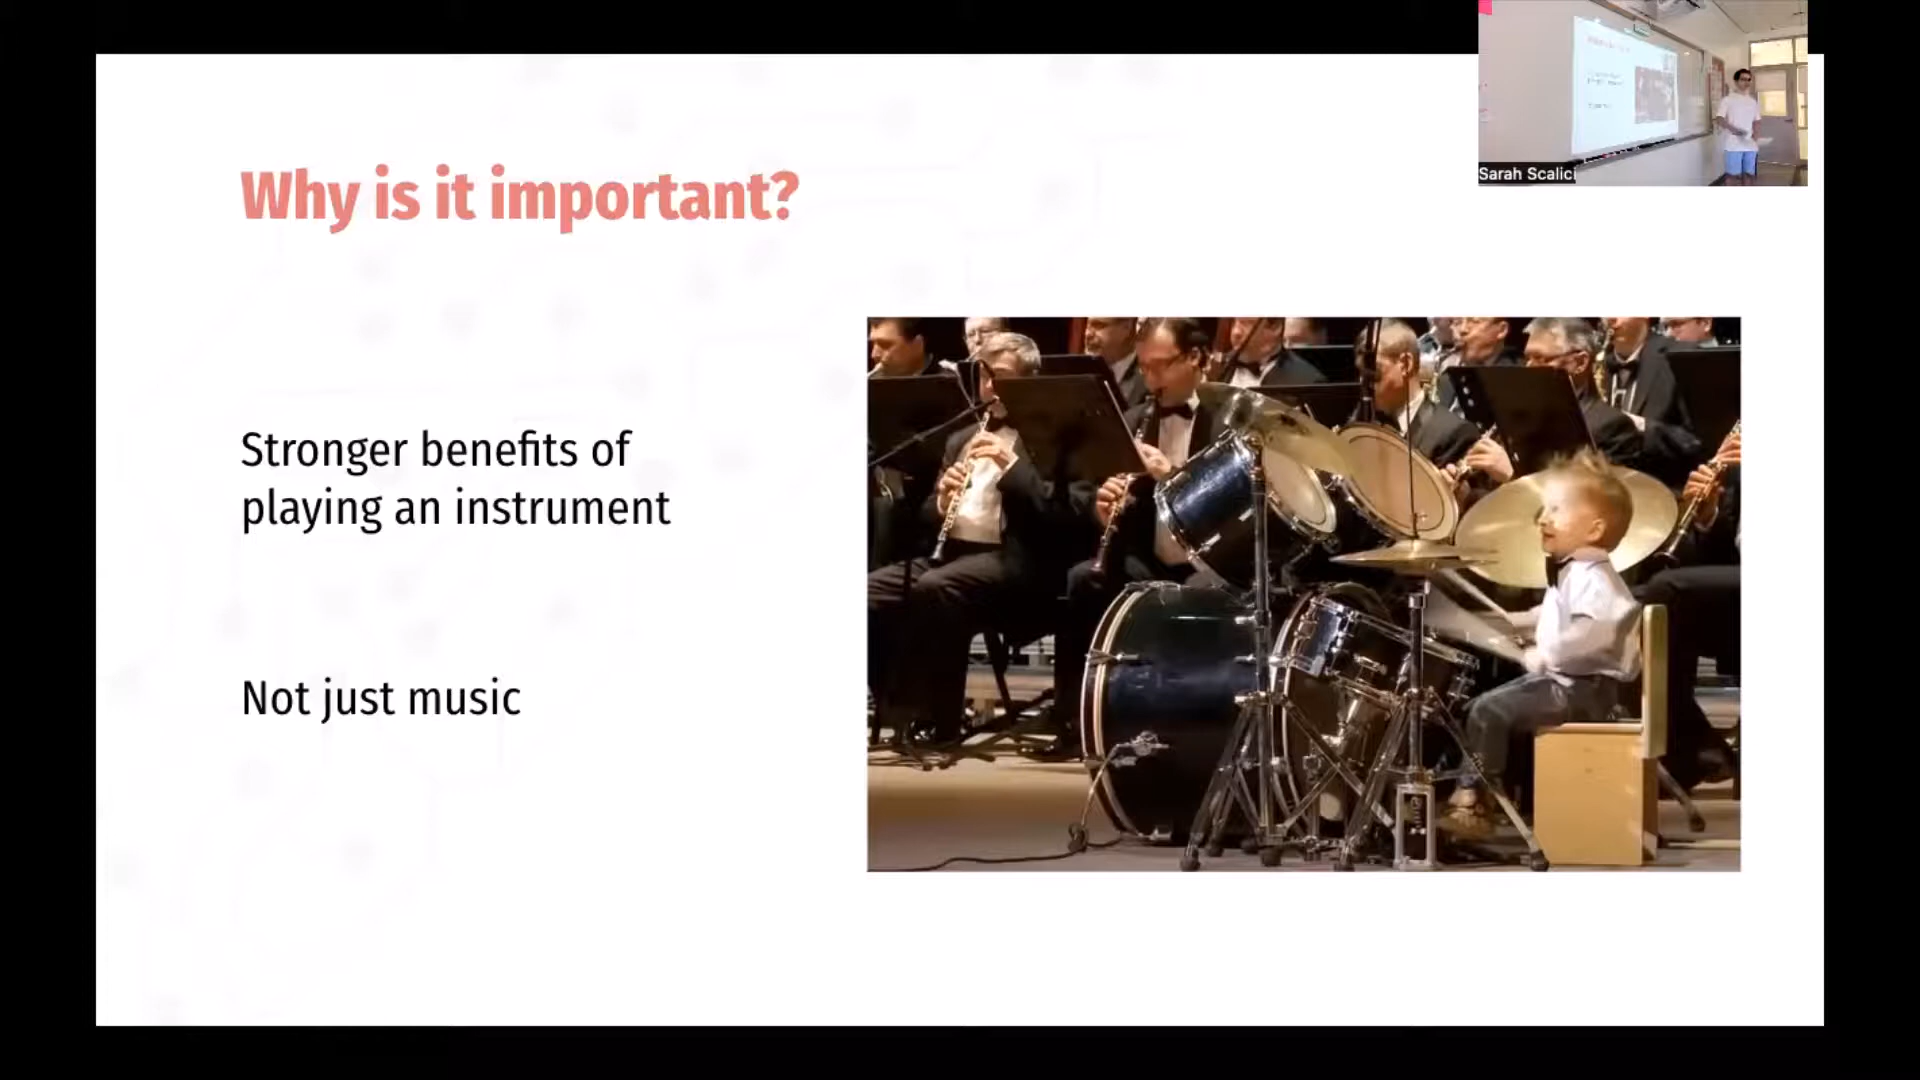 Why is it important?
Sarah Scalici
Stronger benefits of
playing an instrument
Not just music